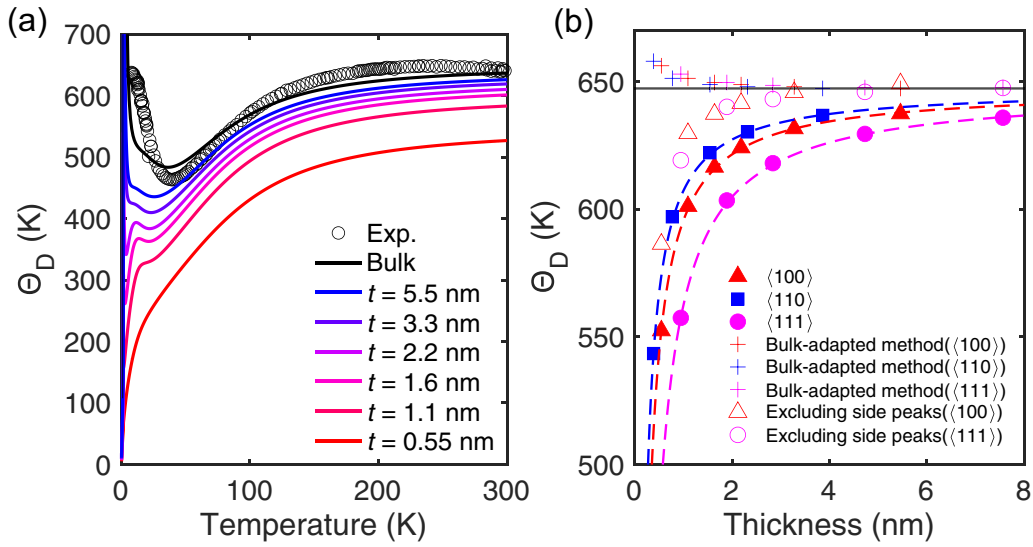 (a)
700
600
500
400
300
200
100
0
Θ_D (K)
Exp.
Bulk
t = 5.5 nm
t = 3.3 nm
t = 2.2 nm
t = 1.6 nm
t = 1.1 nm
t = 0.55 nm
0 100 200 300
Temperature (K)
(b)
650
600
550
500
Θ_D (K)
⟨100⟩
⟨110⟩
⟨111⟩
Bulk-adapted method(⟨100⟩)
Bulk-adapted method(⟨110⟩)
Bulk-adapted method(⟨111⟩)
Excluding side peaks(⟨100⟩)
Excluding side peaks(⟨111⟩)
0 2 4 6 8
Thickness (nm)